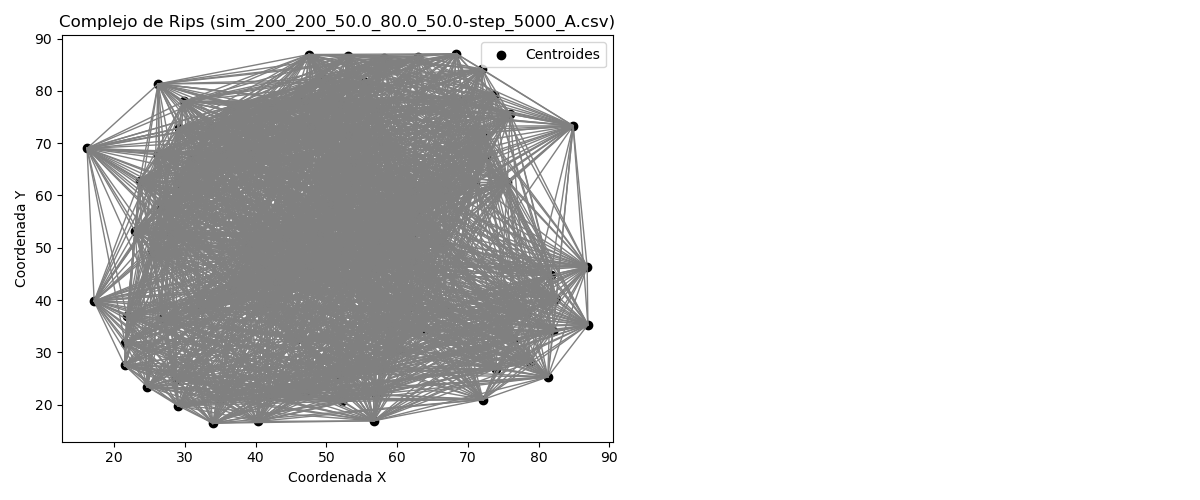 Complejo de Rips (sim_200_200_50.0_80.0_50.0-step_5000_A.csv)
Centroides
90
80
70
60
50
40
30
20
Coordenada Y
20 30 40 50 60 70 80 90
Coordenada X